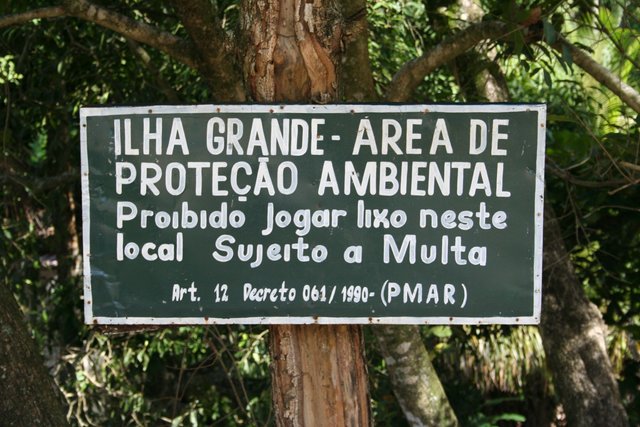 ILHA GRANDE - AREA DE
PROTEÇÃO AMBIENTAL
Proibido Jogar lixo neste
local Sujeito a Multa
Art. 12 Decreto 061/1990-(PMAR)